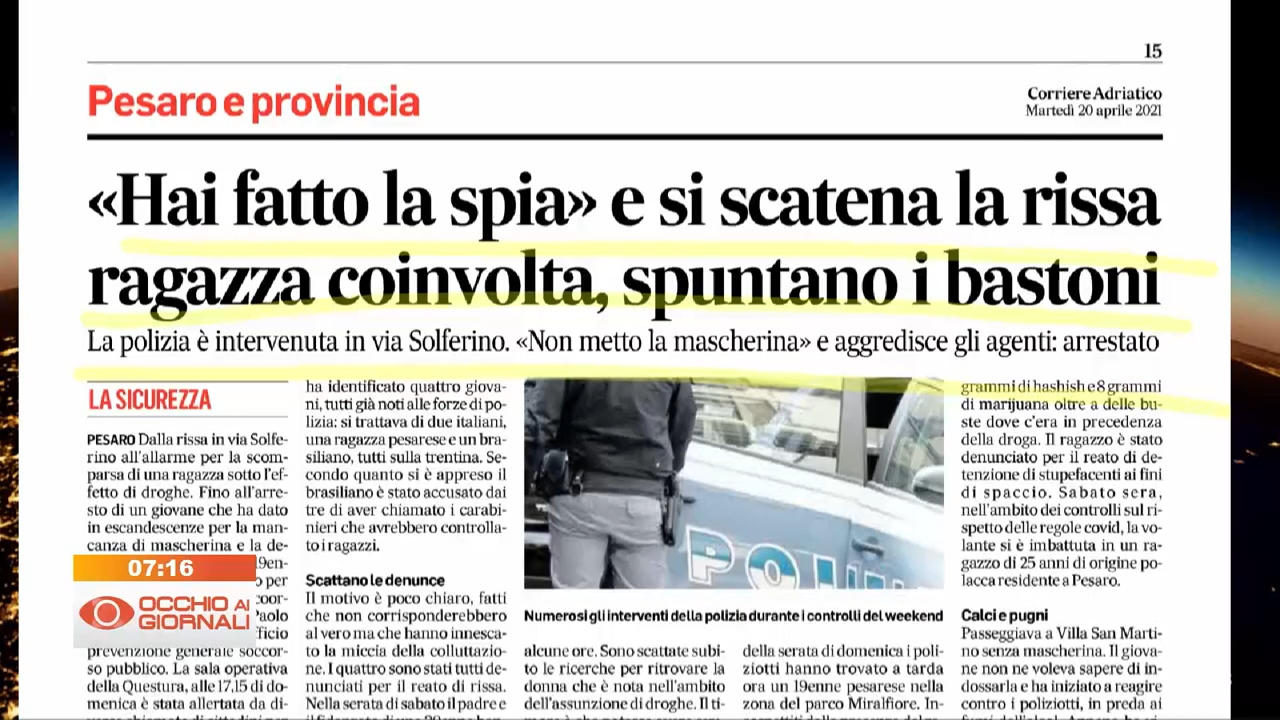 15
Pesaro e provincia
Corriere Adriatico
Martedì 20 aprile 2021
«Hai fatto la spia» e si scatena la rissa
ragazza coinvolta, spuntano i bastoni
La polizia è intervenuta in via Solferino. «Non metto la mascherina» e aggredisce gli agenti: arrestato
LA SICUREZZA
PESARO Dalla rissa in via Solfe-
rino all'allarme per la scom-
parsa di una ragazza sotto l'ef-
fetto di droghe. Fino all'arre-
sto di un giovane che ha dato
in escandescenze per la man-
canza di mascherina e la de-
19en-
per
coor-
Paolo
fficio
prevenzione generale soccor-
so pubblico. La sala operativa
della Questura, alle 17,15 di do-
menica è stata allertata da di-
07:16
OCCHIO AI
GIORNALI
ha identificato quattro giova-
ni, tutti già noti alle forze di po-
lizia: si trattava di due italiani,
una ragazza pesarese e un bra-
siliano, tutti sulla trentina. Se-
condo quanto si è appreso il
brasiliano è stato accusato dai
tre di aver chiamato i carabi-
nieri che avrebbero controlla-
to i ragazzi.
Scattano le denunce
Il motivo è poco chiaro, fatti
che non corrisponderebbero
al vero ma che hanno innesca-
to la miccia della colluttazio-
ne. I quattro sono stati tutti de-
nunciati per il reato di rissa.
Nella serata di sabato il padre e
POLI
Numerosi gli interventi della polizia durante i controlli del weekend
alcune ore. Sono scattate subi-
to le ricerche per ritrovare la
donna che è nota nell'ambito
dell'assunzione di droghe. Il ti-
della serata di domenica i poli-
ziotti hanno trovato a tarda
ora un 19enne pesarese nella
zona del parco Miralfiore. In-
grammi di hashish e 8 grammi
di marijuana oltre a delle bu-
ste dove c'era in precedenza
della droga. Il ragazzo è stato
denunciato per il reato di de-
tenzione di stupefacenti ai fini
di spaccio. Sabato sera,
nell'ambito dei controlli sul ri-
spetto delle regole covid, la vo-
lante si è imbattuta in un ra-
gazzo di 25 anni di origine po-
lacca residente a Pesaro.
Calci e pugni
Passeggiava a Villa San Marti-
no senza mascherina. Il giova-
ne non ne voleva sapere di in-
dossarla e ha iniziato a reagire
contro i poliziotti, in preda ai